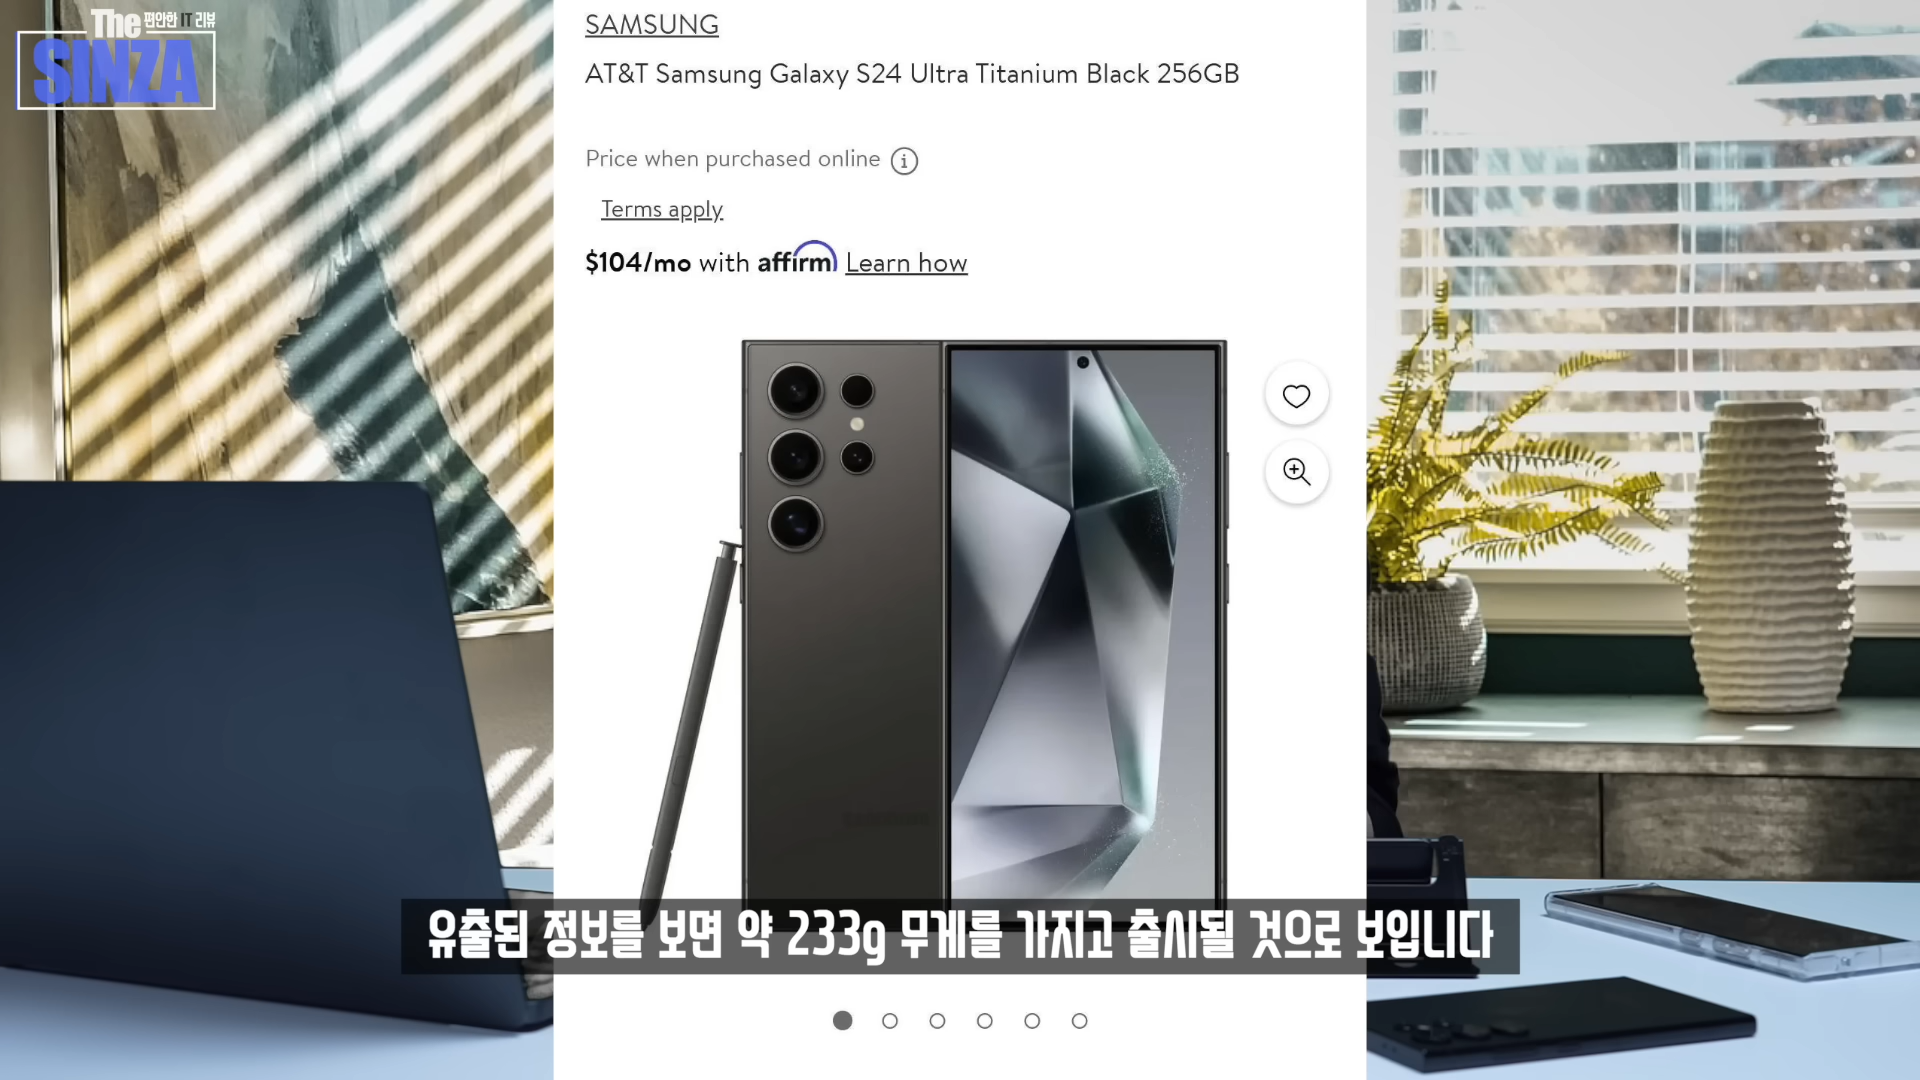 The 편안한 IT 리뷰
SINZA
SAMSUNG
AT&T Samsung Galaxy S24 Ultra Titanium Black 256GB
Price when purchased online
Terms apply
$104/mo with affirm Learn how
유출된 정보를 보면 약 233g 무게를 가지고 출시될 것으로 보입니다